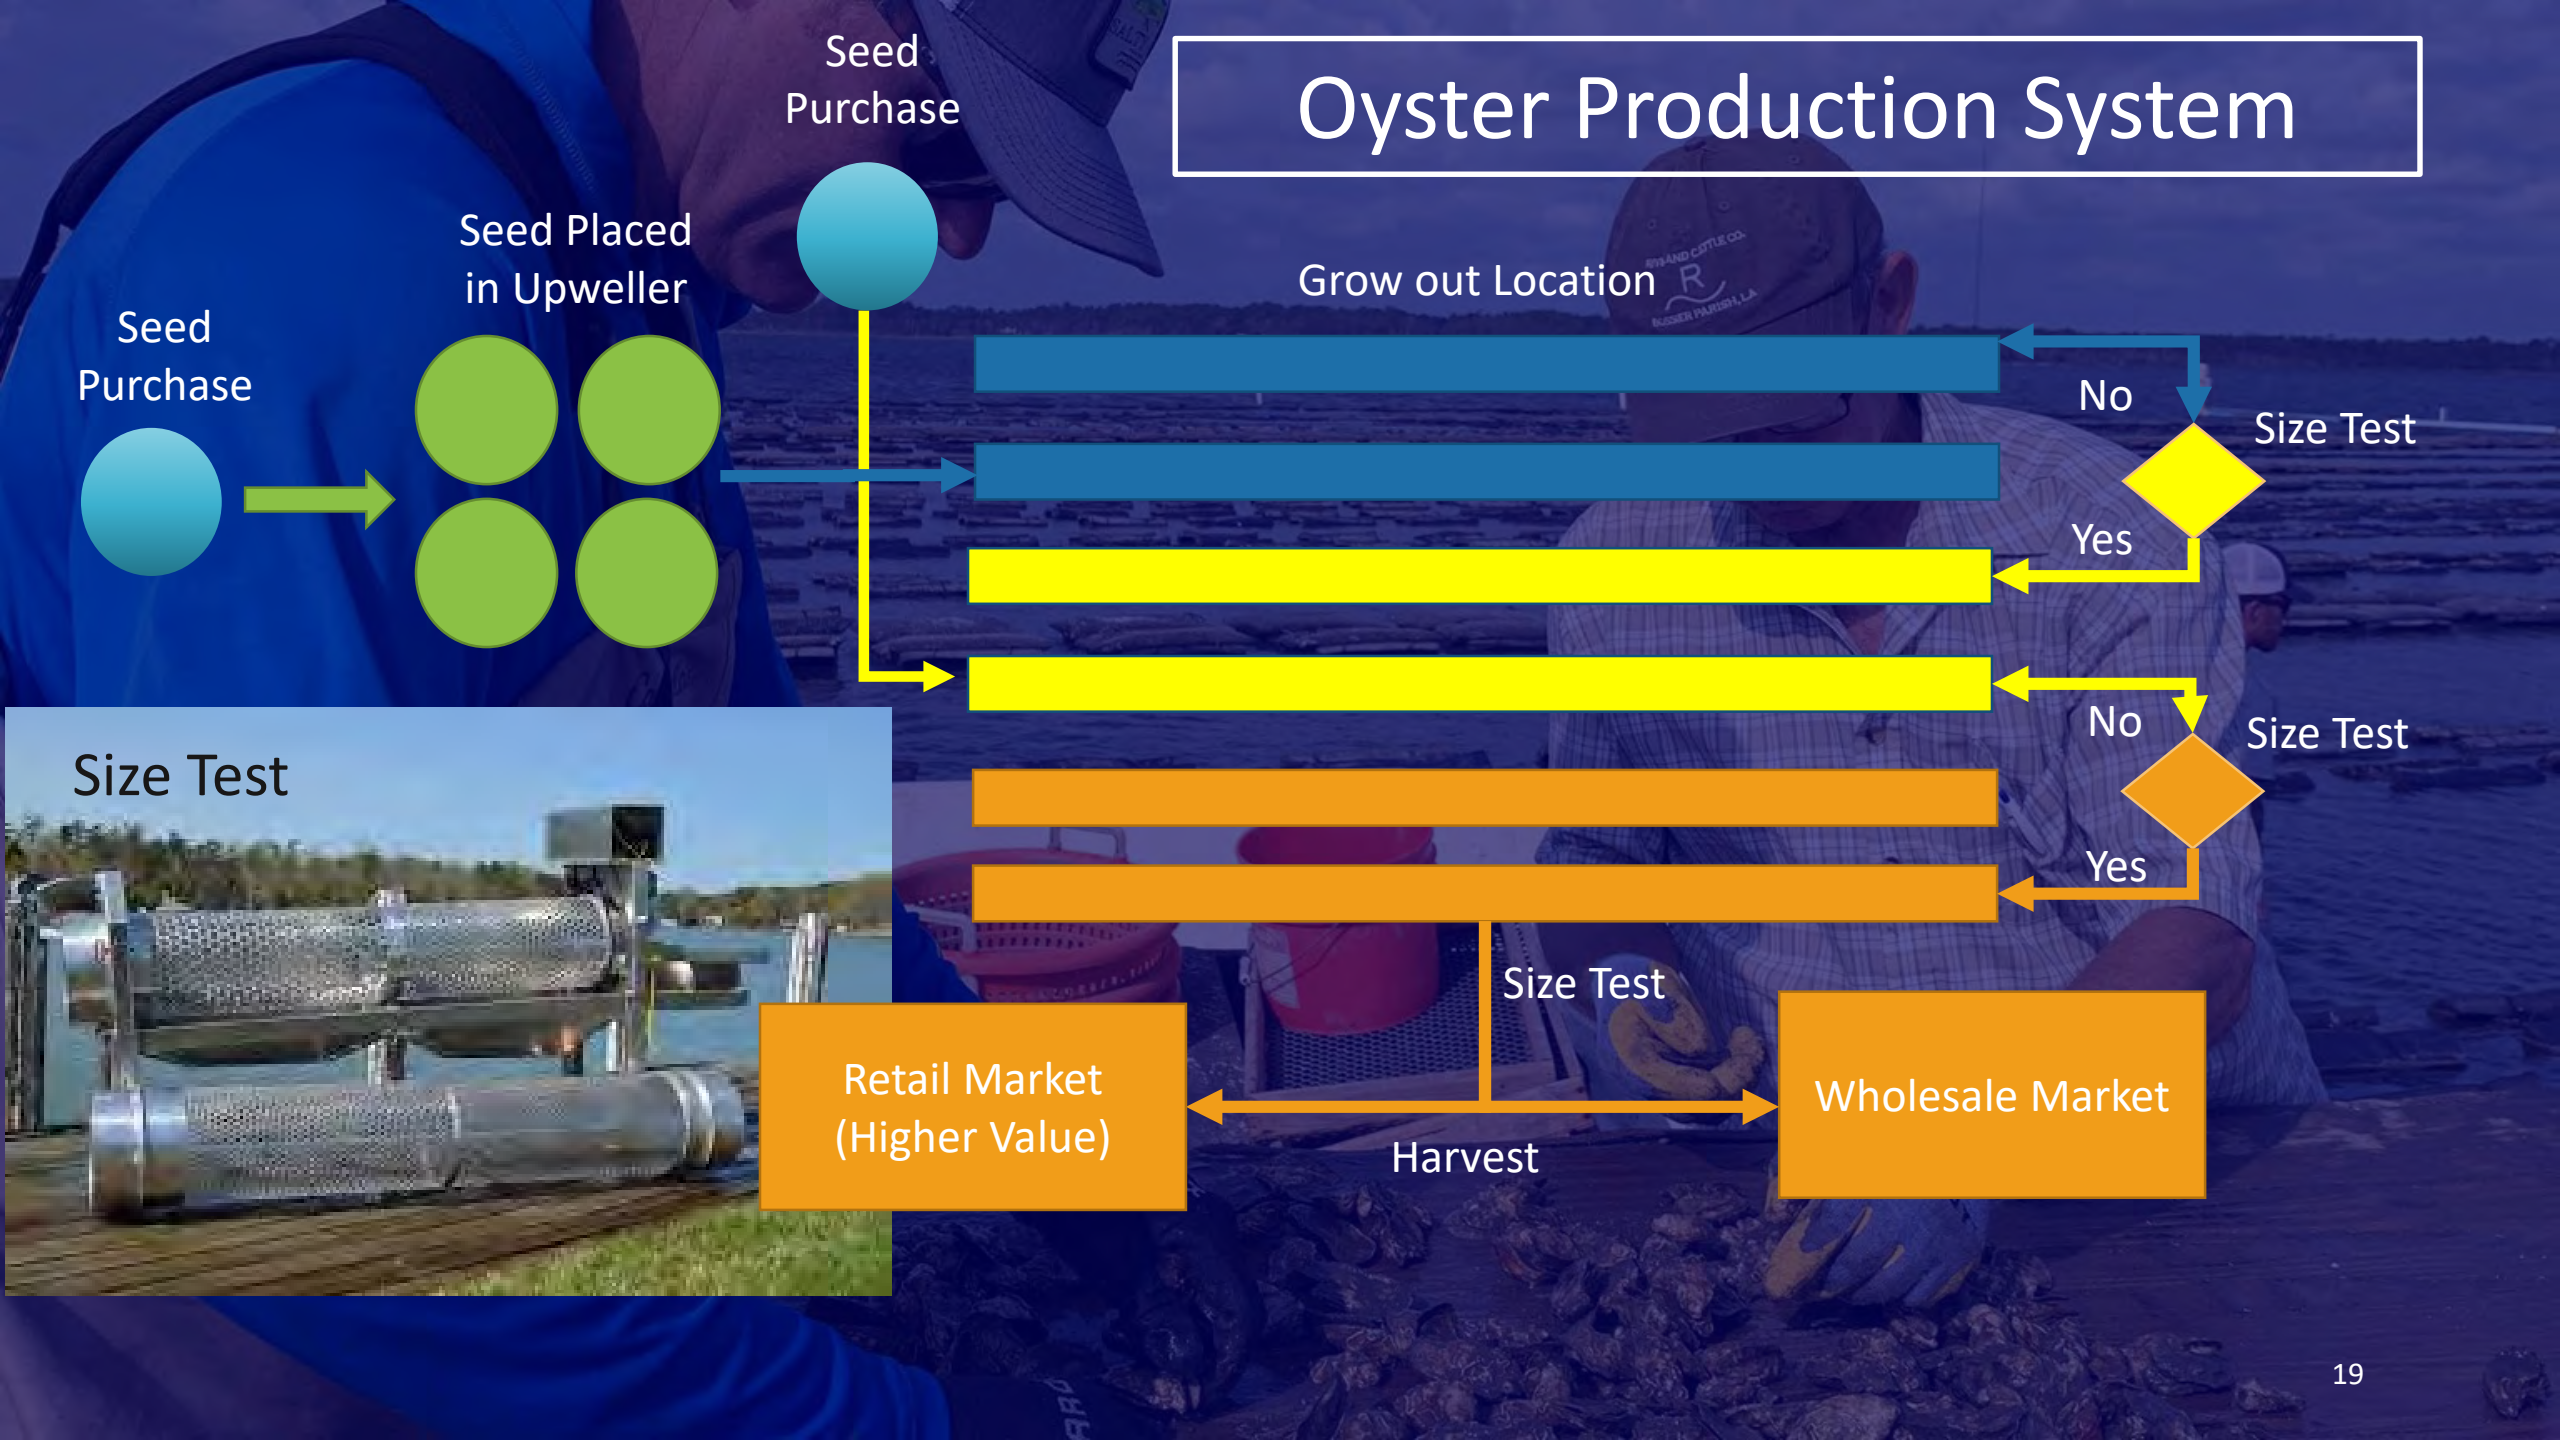 Oyster Production System
Seed
Purchase
Seed Placed
in Upweller
Seed
Purchase
Grow out Location
No
Size Test
Yes
No
Size Test
Yes
Size Test
Size Test
Retail Market
(Higher Value)
Harvest
Wholesale Market
R
19